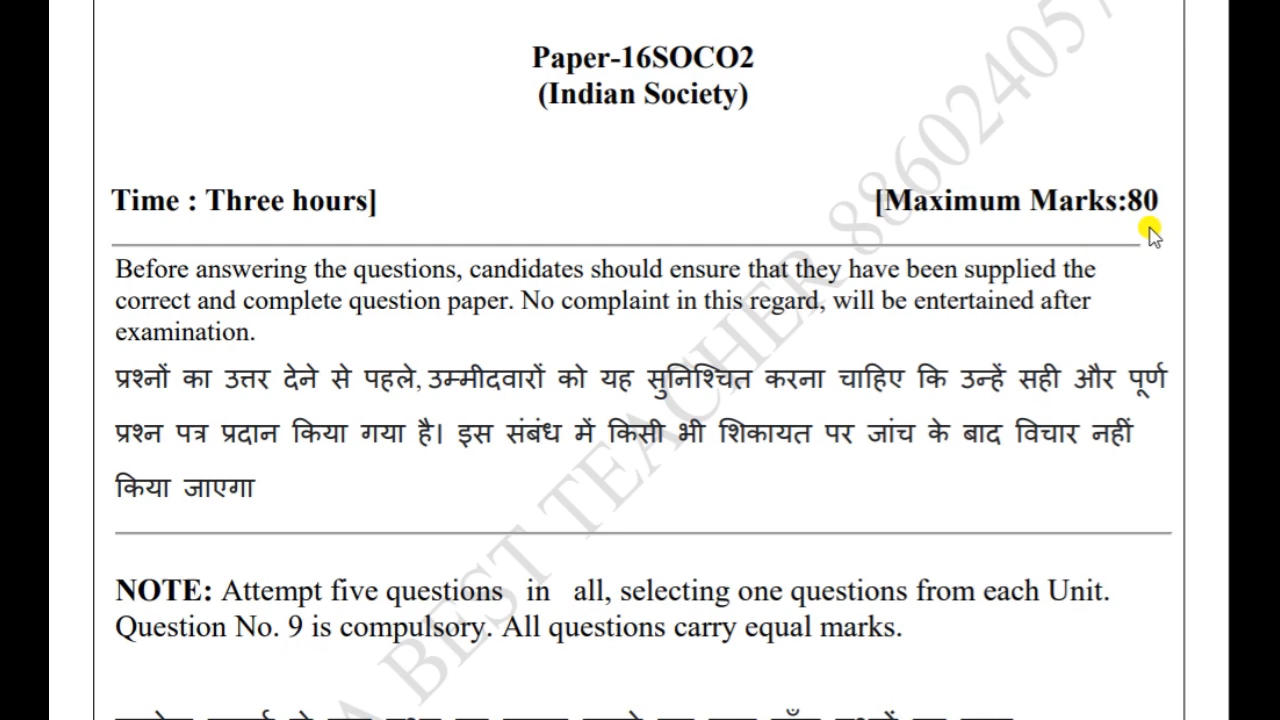 Paper-16SOCO2
(Indian Society)
Time : Three hours] [Maximum Marks:80
Before answering the questions, candidates should ensure that they have been supplied the
correct and complete question paper. No complaint in this regard, will be entertained after
examination.
प्रश्नों का उत्तर देने से पहले, उम्मीदवारों को यह सुनिश्चित करना चाहिए कि उन्हें सही और पूर्ण
प्रश्न पत्र प्रदान किया गया है। इस संबंध में किसी भी शिकायत पर जांच के बाद विचार नहीं
किया जाएगा
NOTE: Attempt five questions in all, selecting one questions from each Unit.
Question No. 9 is compulsory. All questions carry equal marks.
A BEST TEACHER 886024057